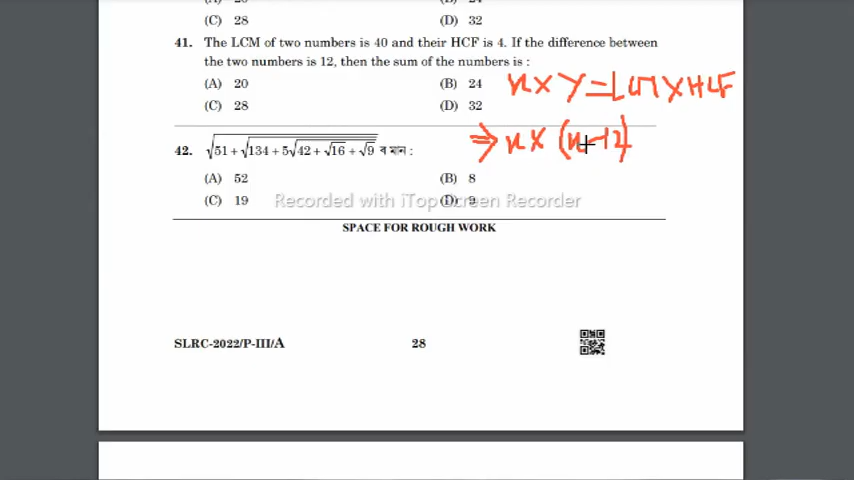 (C) 28 (D) 32
41. The LCM of two numbers is 40 and their HCF is 4. If the difference between
the two numbers is 12, then the sum of the numbers is :
(A) 20 (B) 24
(C) 28 (D) 32
x × y = LCM × HCF
⇒ x × (x-12)
42. √(51 + √(134 + 5√(42 + √16 + √9))) ৰ মান :
(A) 52 (B) 8
(C) 19 (D) 9
Recorded with iTop Screen Recorder
SPACE FOR ROUGH WORK
SLRC-2022/P-III/A 28